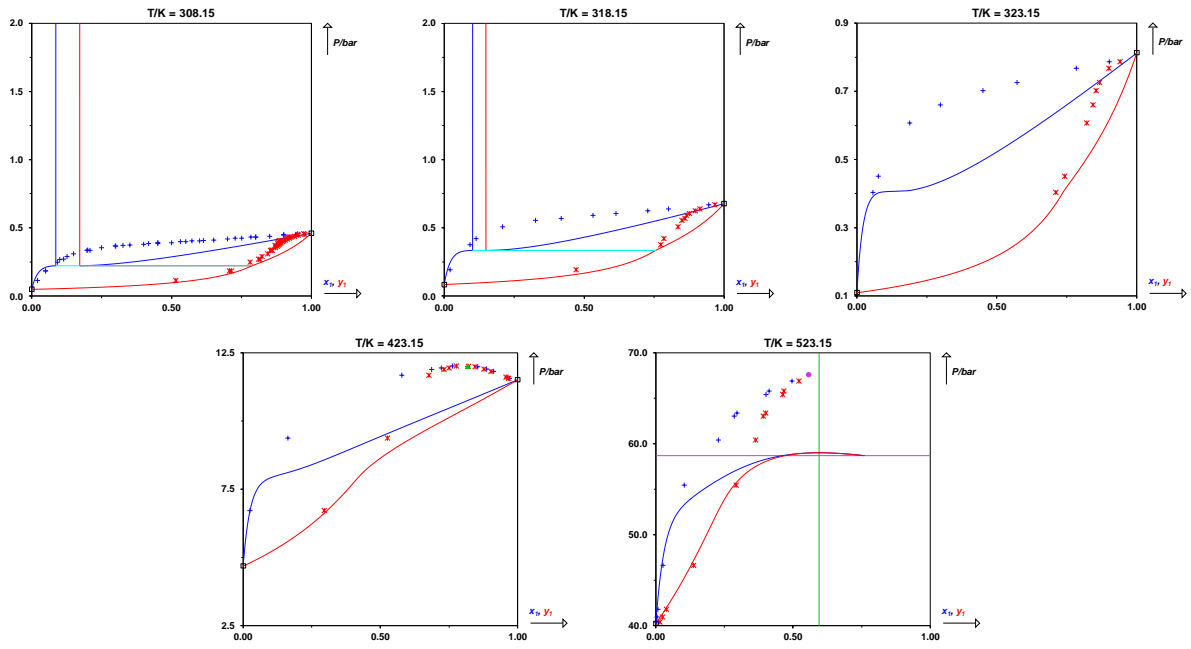 T/K = 308.15
2.0
1.5
1.0
0.5
0.0
0.00
0.50
1.00
P/bar
x₁, y₁
T/K = 318.15
2.0
1.5
1.0
0.5
0.0
0.00
0.50
1.00
P/bar
x₁, y₁
T/K = 323.15
0.9
0.7
0.5
0.3
0.1
0.00
0.50
1.00
P/bar
x₁, y₁
T/K = 423.15
12.5
7.5
2.5
0.00
0.50
1.00
P/bar
x₁, y₁
T/K = 523.15
70.0
60.0
50.0
40.0
0.00
0.50
1.00
P/bar
x₁, y₁